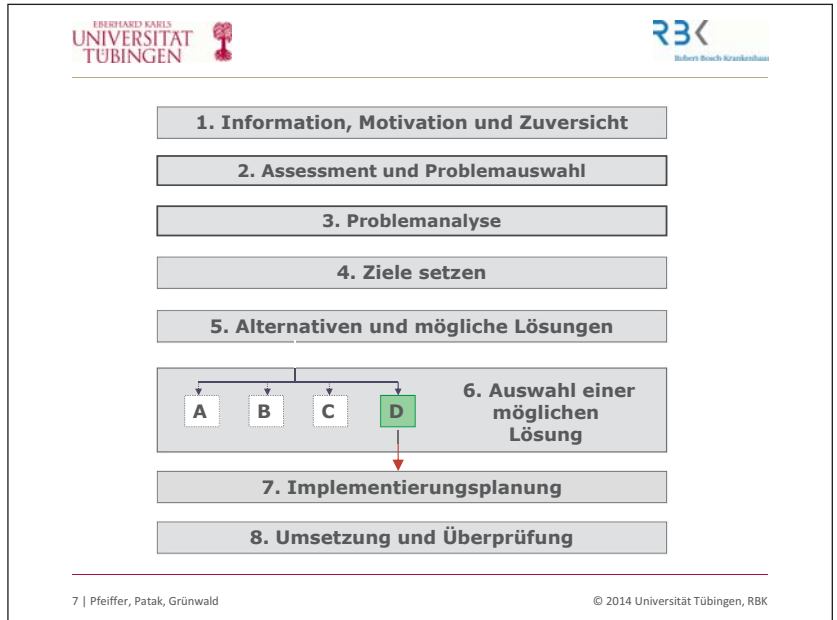 EBERHARD KARLS
UNIVERSITÄT
TÜBINGEN
RBK
Robert-Bosch-Krankenhaus
1. Information, Motivation und Zuversicht
2. Assessment und Problemauswahl
3. Problemanalyse
4. Ziele setzen
5. Alternativen und mögliche Lösungen
A B C D
6. Auswahl einer
möglichen
Lösung
7. Implementierungsplanung
8. Umsetzung und Überprüfung
7 | Pfeiffer, Patak, Grünwald
© 2014 Universität Tübingen, RBK